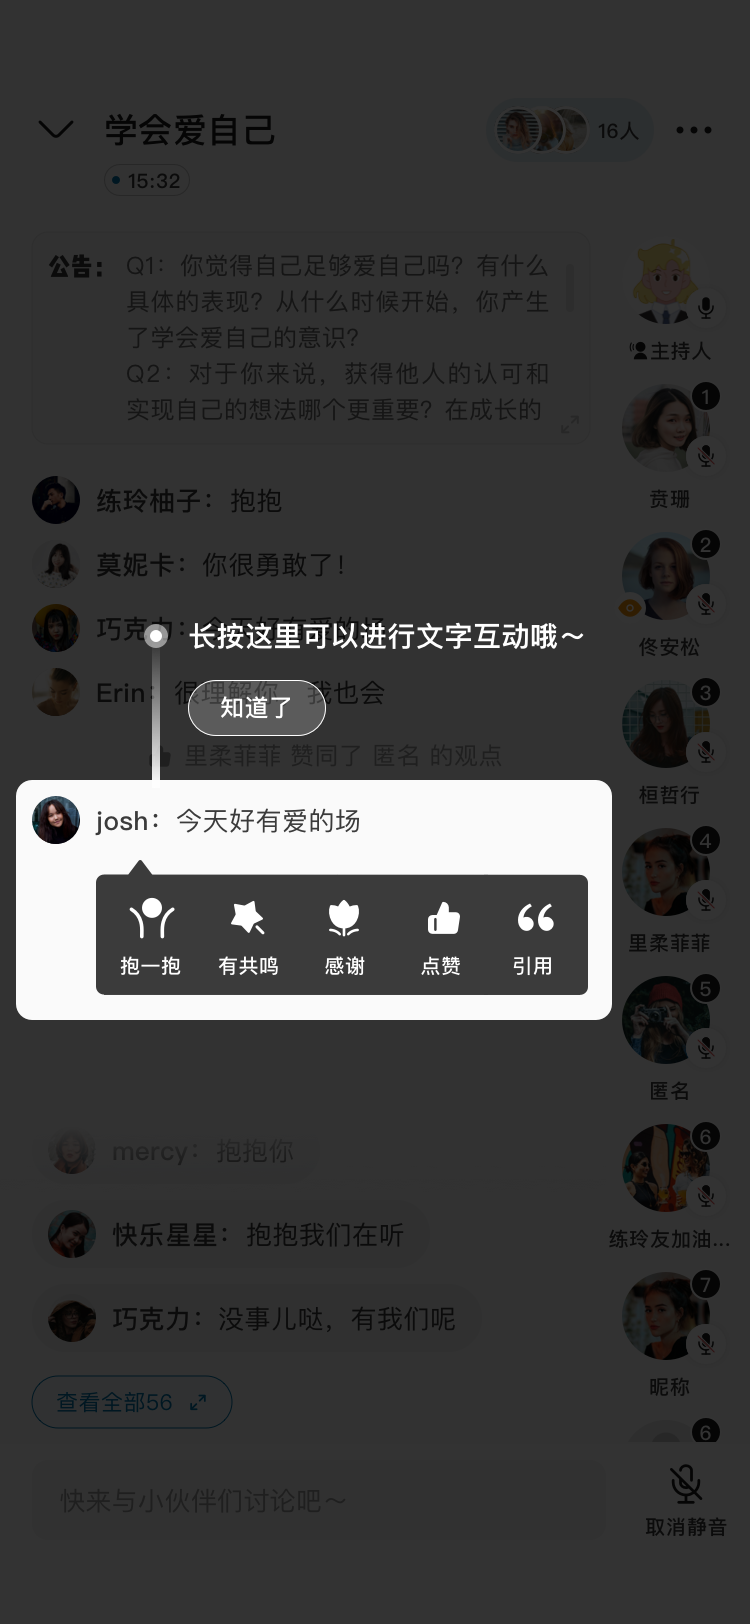 学会爱自己
16人
15:32
公告：
Q1：你觉得自己足够爱自己吗？有什么
具体的表现？从什么时候开始，你产生
了学会爱自己的意识？
Q2：对于你来说，获得他人的认可和
实现自己的想法哪个更重要？在成长的
主持人
1
贲珊
2
佟安松
3
桓哲行
4
里柔菲菲
5
匿名
6
练玲友加油...
7
昵称
6
练玲柚子：抱抱
莫妮卡：你很勇敢了！
巧克力：今天好有爱的场
长按这里可以进行文字互动哦～
Erin：很理解你，我也会
知道了
里柔菲菲 赞同了 匿名 的观点
josh：今天好有爱的场
抱一抱 有共鸣 感谢 点赞 引用
mercy：抱抱你
快乐星星：抱抱我们在听
巧克力：没事儿哒，有我们呢
查看全部56
快来与小伙伴们讨论吧～
取消静音